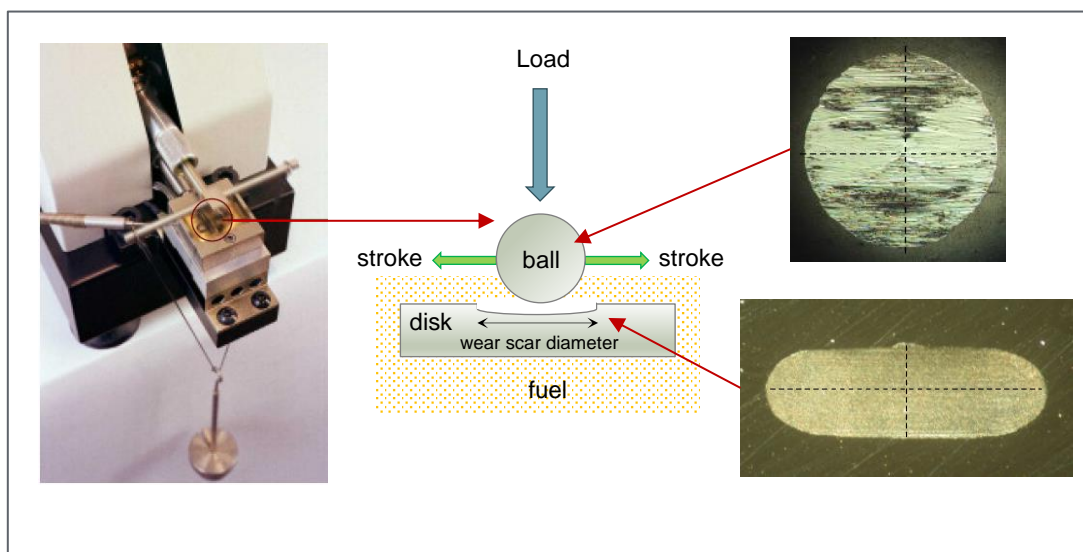 Load
stroke
ball
stroke
disk
wear scar diameter
fuel